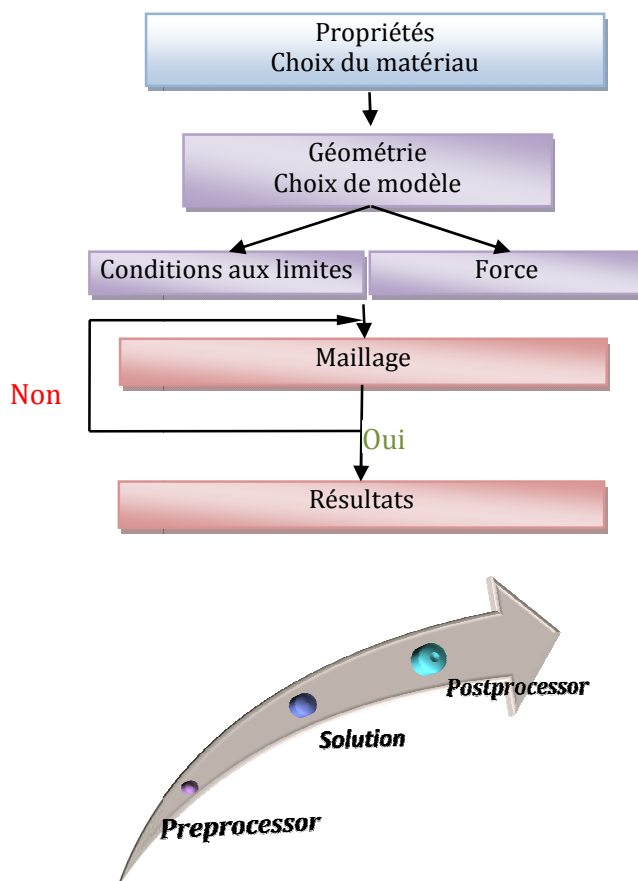 Propriétés
Choix du matériau
Géométrie
Choix de modèle
Conditions aux limites
Force
Maillage
Non
Oui
Résultats
Postprocessor
Solution
Preprocessor